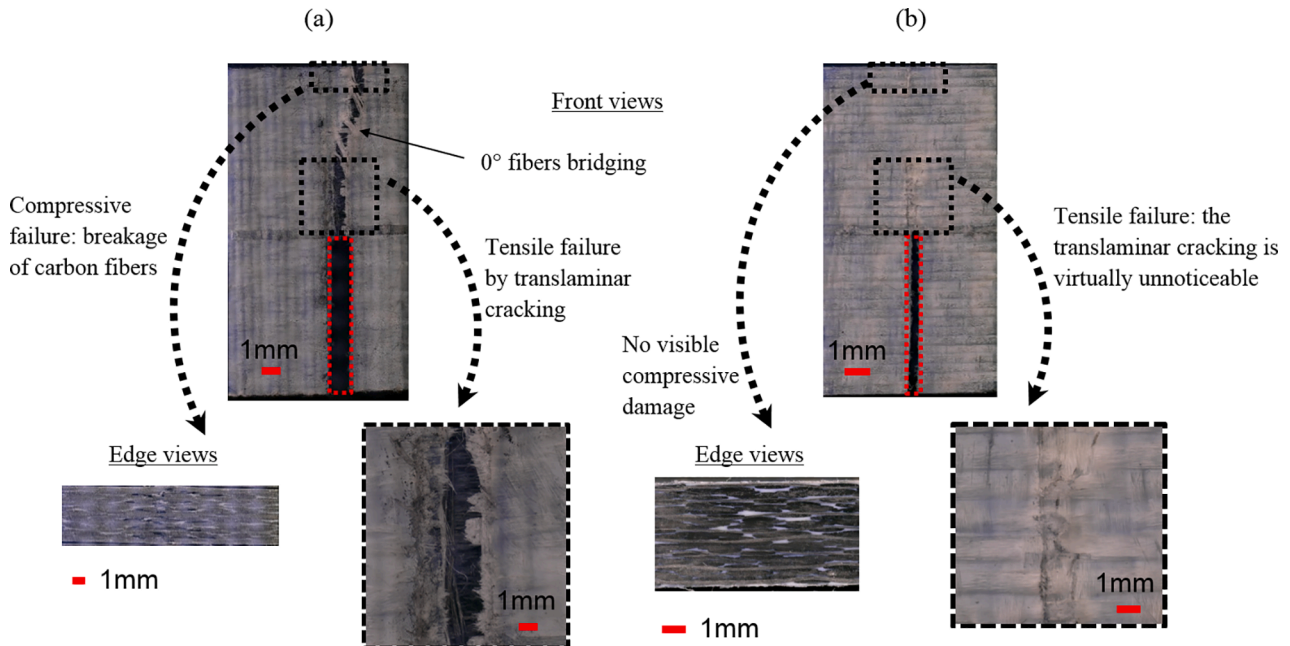 (a)
(b)
Front views
0° fibers bridging
Compressive
failure: breakage
of carbon fibers
Tensile failure
by translaminar
cracking
1mm
Edge views
1mm
1mm
Tensile failure: the
translaminar cracking is
virtually unnoticeable
No visible
compressive
damage
1mm
Edge views
1mm
1mm